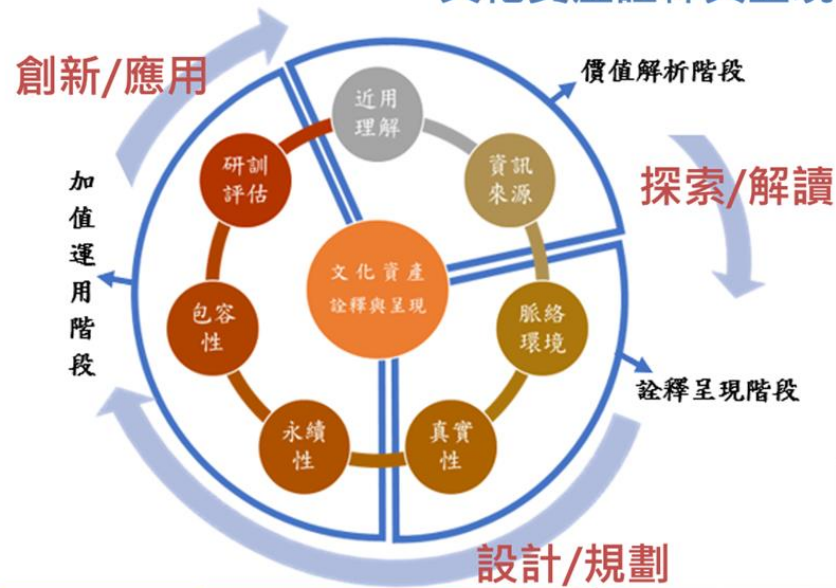 創新/應用
價值解析階段
近用
理解
研訓
評估
資訊
來源
探索/解讀
加值運用階段
文化資產
詮釋與呈現
包容
性
脈絡
環境
詮釋呈現階段
永續
性
真實
性
設計/規劃